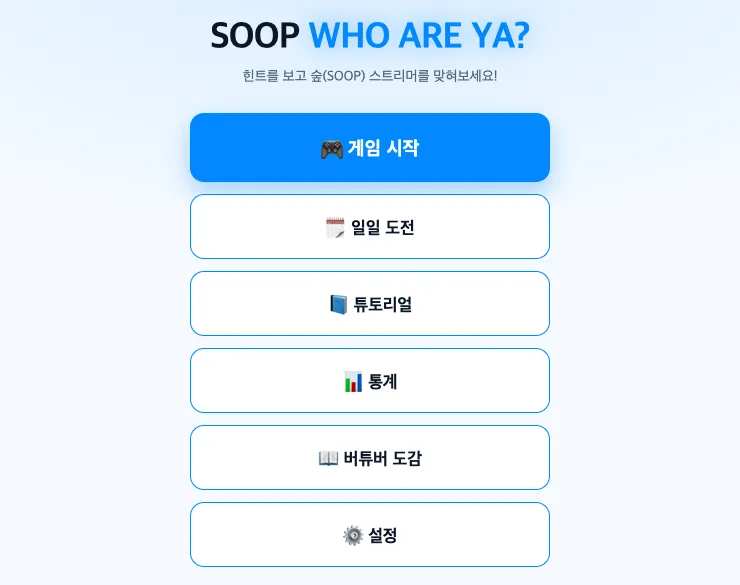 SOOP WHO ARE YA?
힌트를 보고 숲(SOOP) 스트리머를 맞혀보세요!
🎮 게임 시작
🗓️ 일일 도전
📘 튜토리얼
📊 통계
📖 버튜버 도감
⚙️ 설정